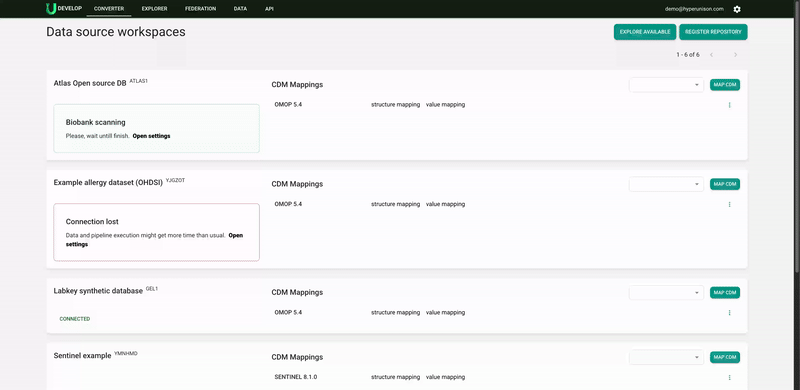 DEVELOP CONVERTER EXPLORER FEDERATION DATA API demo@hyperunison.com
Data source workspaces EXPLORE AVAILABLE REGISTER REPOSITORY
1 - 6 of 6
Atlas Open source DB ATLAS1 CDM Mappings MAP CDM
OMOP 5.4 structure mapping value mapping
Biobank scanning
Please, wait untill finish. Open settings
Example allergy dataset (OHDSI) YJGZOT CDM Mappings MAP CDM
OMOP 5.4 structure mapping value mapping
Connection lost
Data and pipeline execution might get more time than usual. Open
settings
Labkey synthetic database GEL1 CDM Mappings MAP CDM
OMOP 5.4 structure mapping value mapping
CONNECTED
Sentinel example YMNHMD CDM Mappings MAP CDM
SENTINEL 8.1.0 structure mapping value mapping